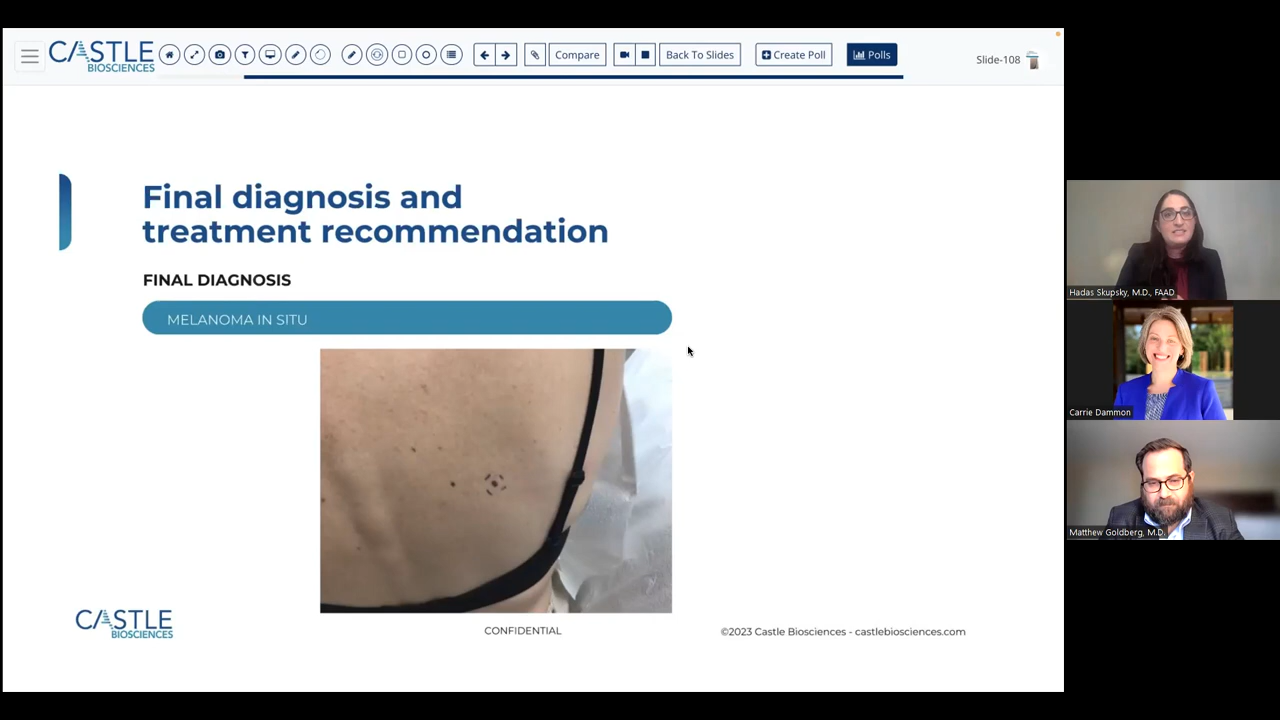 CASTLE
BIOSCIENCES
Compare
Back To Slides
Create Poll
Polls
Slide-108
Final diagnosis and
treatment recommendation
FINAL DIAGNOSIS
MELANOMA IN SITU
CASTLE
BIOSCIENCES
CONFIDENTIAL
©2023 Castle Biosciences - castlebiosciences.com
Hadas Skupsky, M.D., FAAD
Carrie Dammon
Matthew Goldberg, M.D.